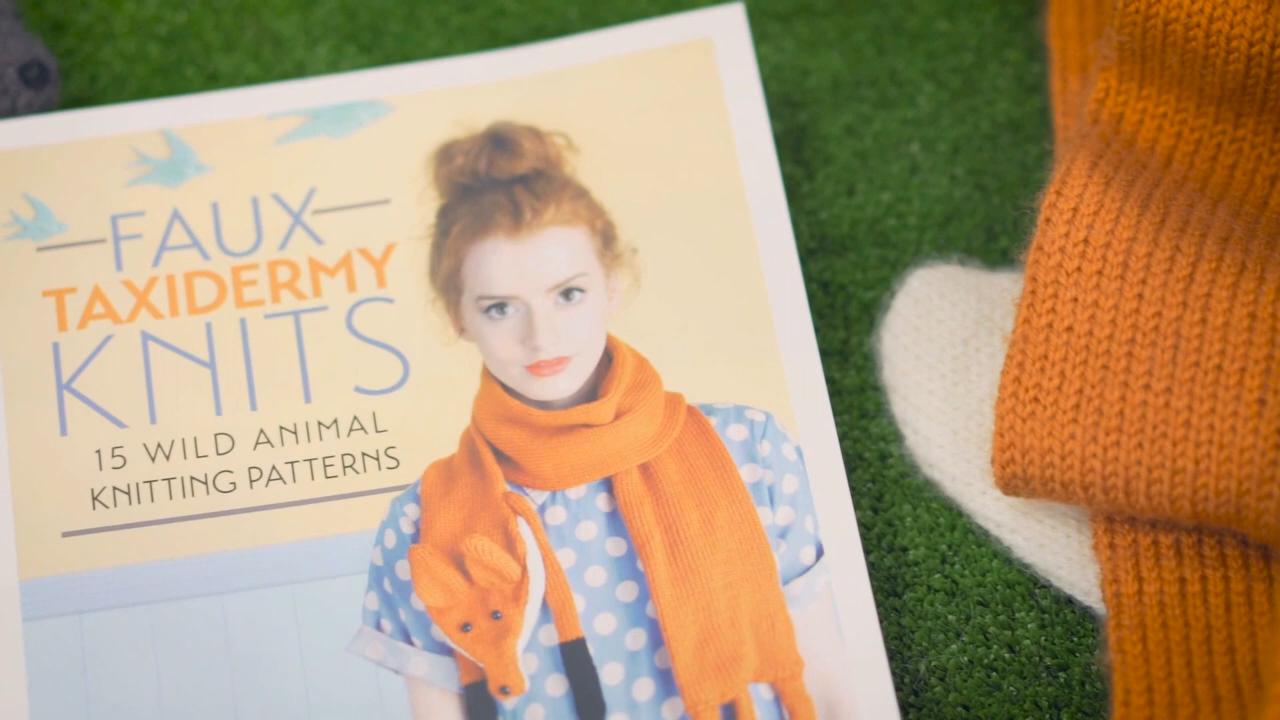 FAUX
TAXIDERMY
KNITS
15 WILD ANIMAL
KNITTING PATTERNS